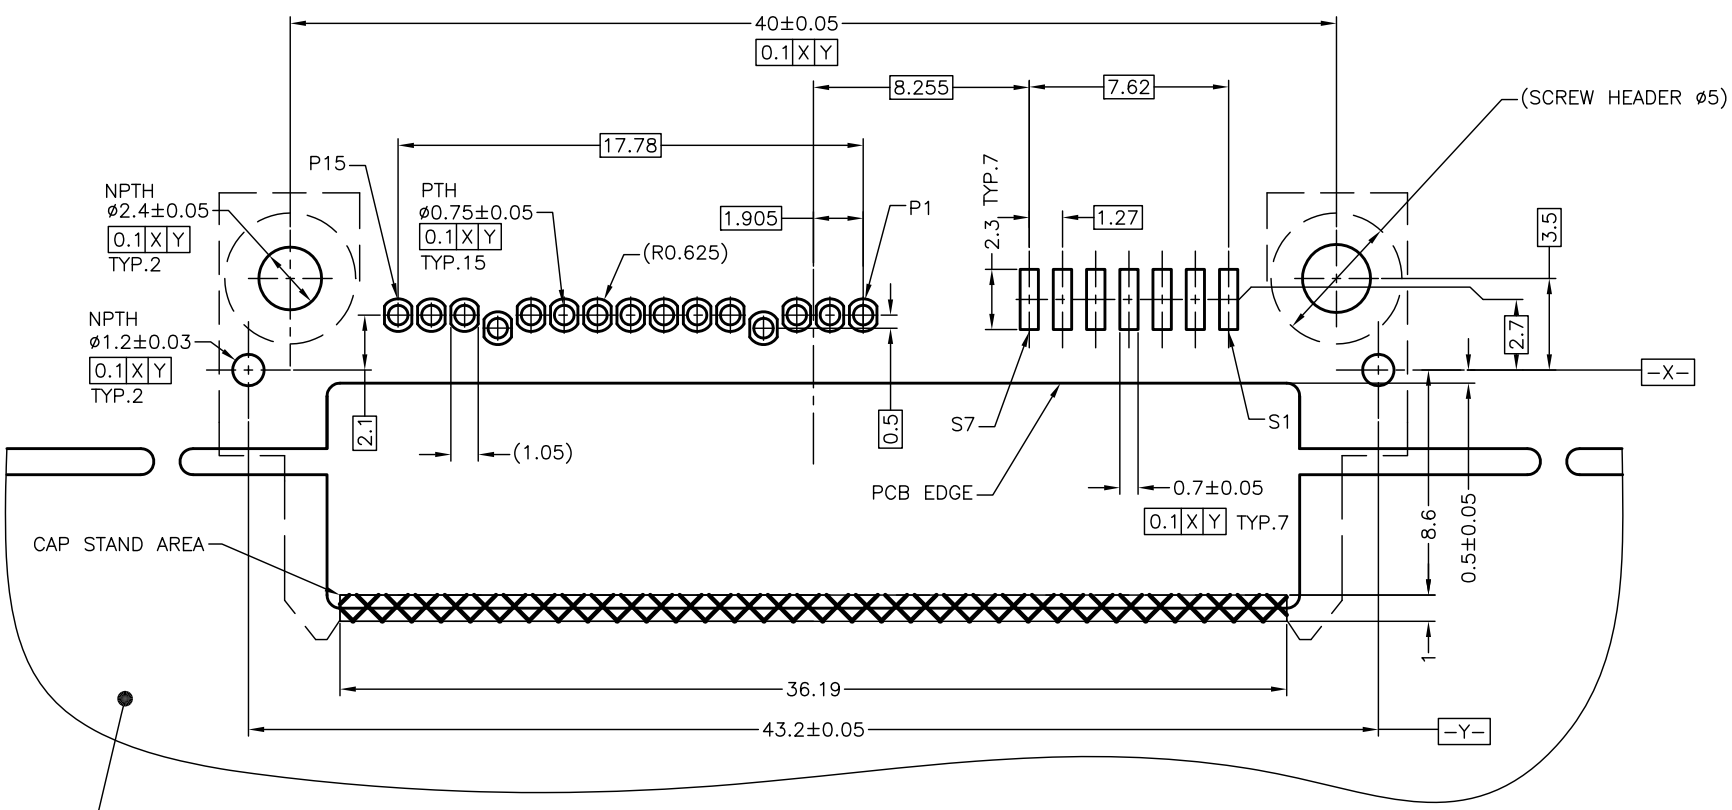 40±0.05
0.1 X Y
8.255
7.62
(SCREW HEADER ø5)
17.78
P15
NPTH
ø2.4±0.05
0.1 X Y
TYP.2
PTH
ø0.75±0.05
0.1 X Y
TYP.15
(R0.625)
1.905
P1
2.3 TYP.7
1.27
3.5
NPTH
ø1.2±0.03
0.1 X Y
TYP.2
2.7
-X-
2.1
(1.05)
0.5
S7
S1
PCB EDGE
0.7±0.05
0.1 X Y TYP.7
8.6
0.5±0.05
CAP STAND AREA
1
36.19
43.2±0.05
-Y-